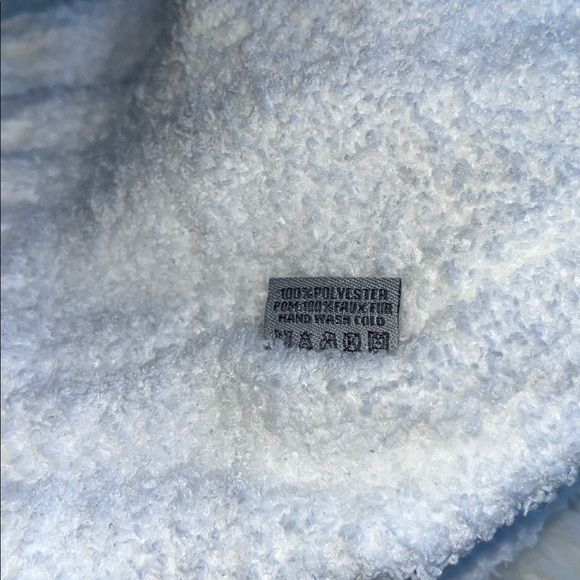 100%POLYESTER
POM:100%FAUX FUR
HAND WASH COLD